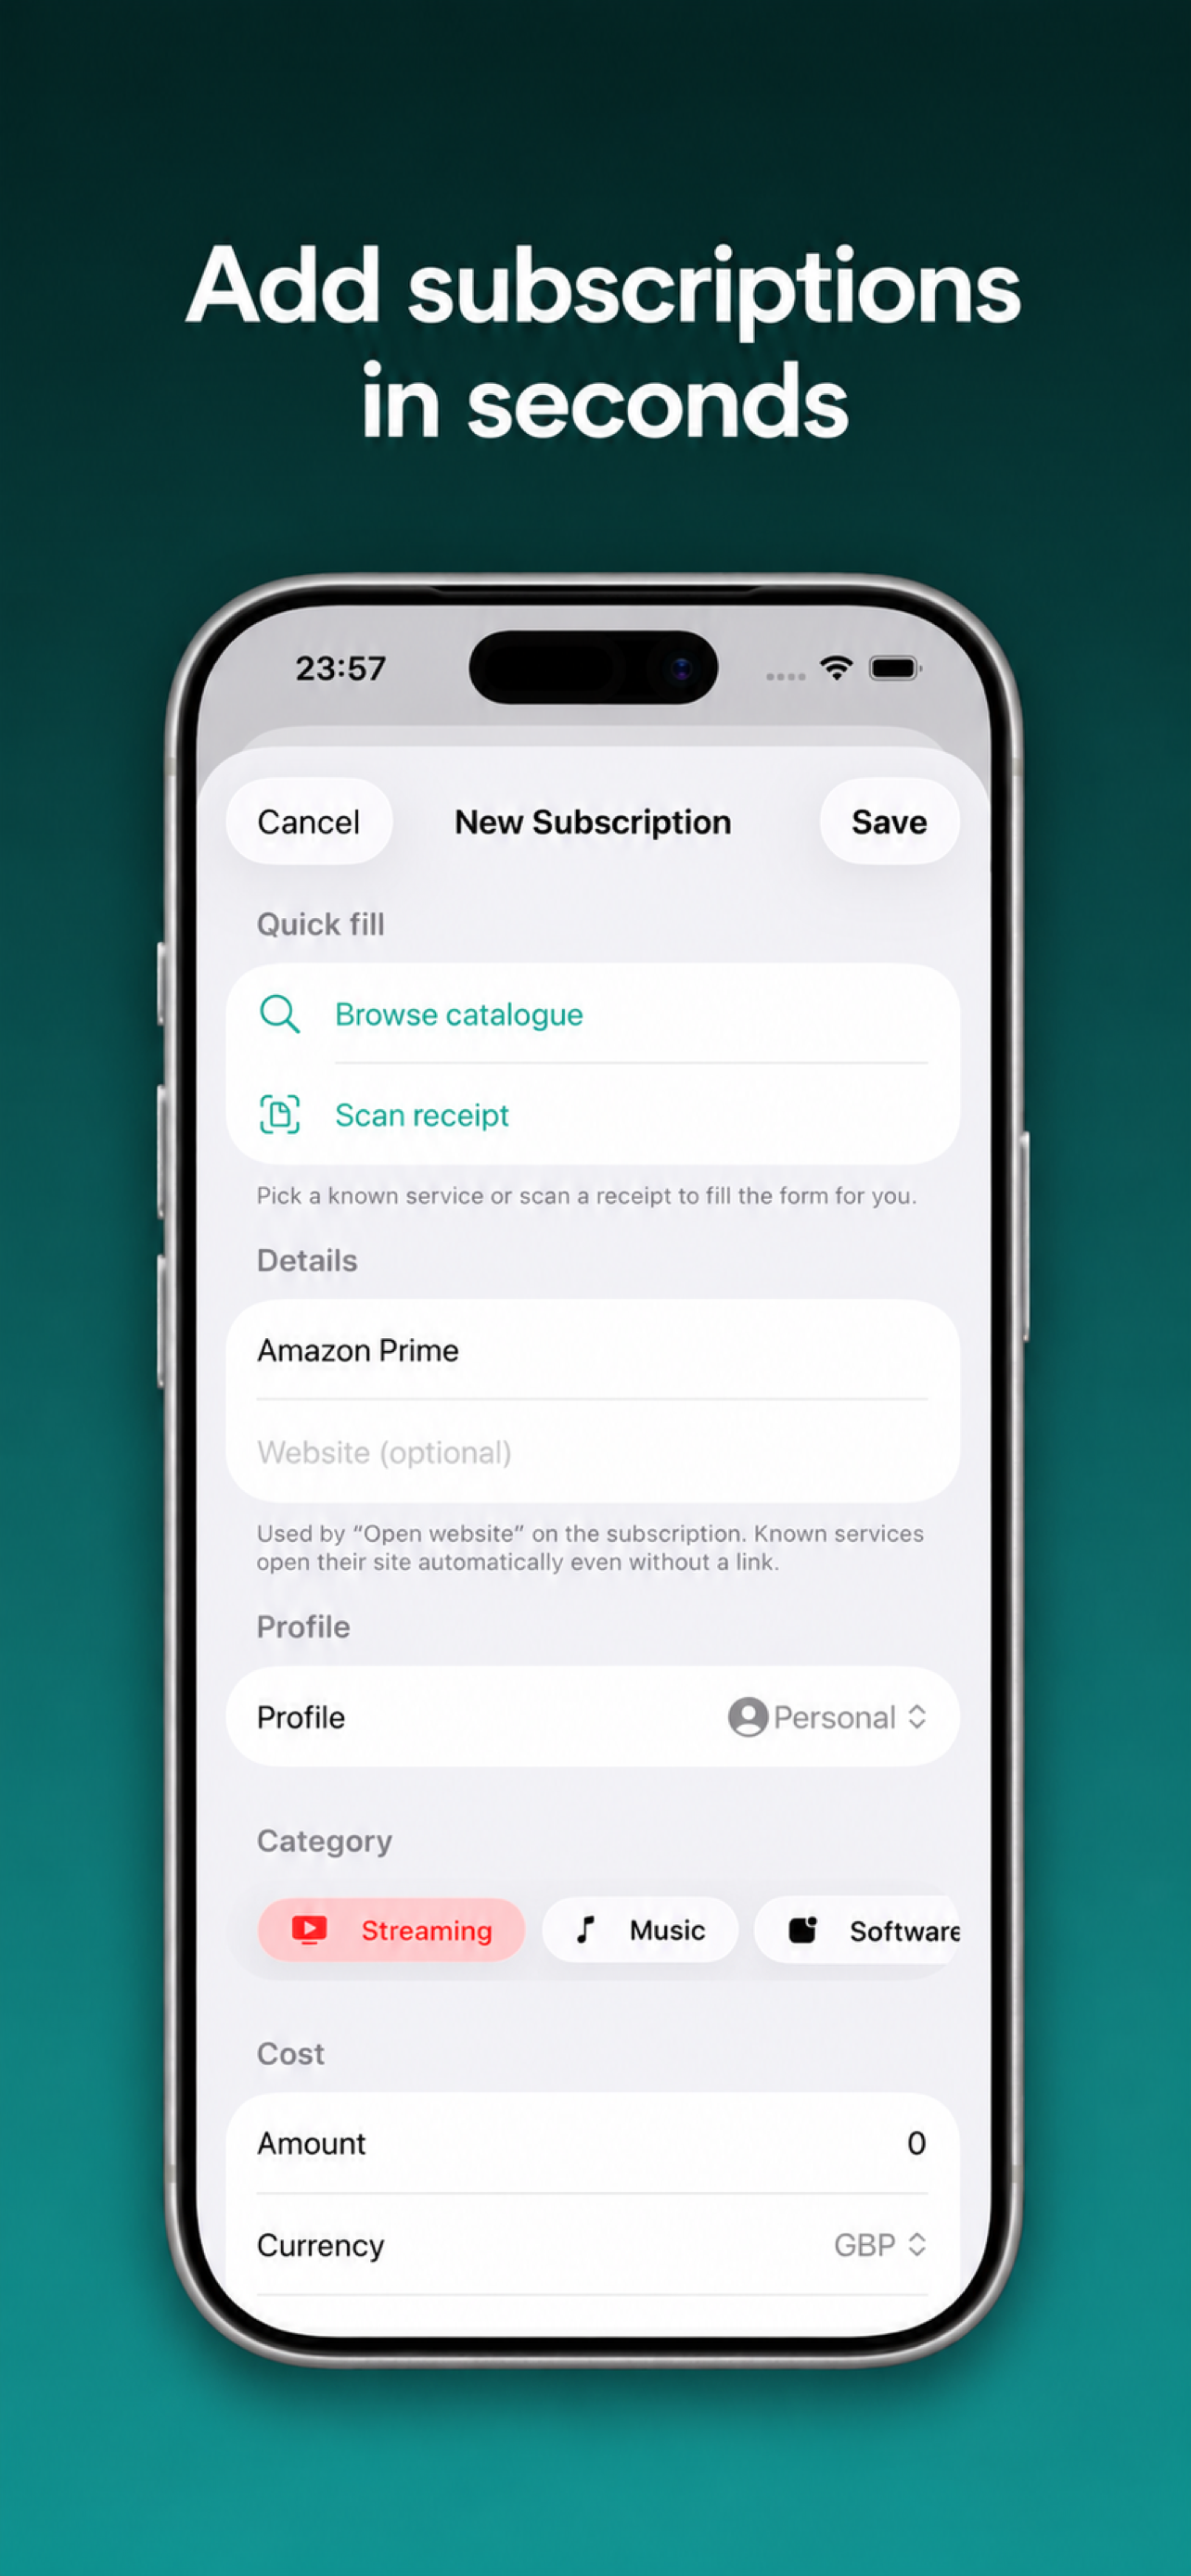 Add subscriptions
in seconds
23:57
Cancel
New Subscription
Save
Quick fill
Browse catalogue
Scan receipt
Pick a known service or scan a receipt to fill the form for you.
Details
Amazon Prime
Website (optional)
Used by “Open website” on the subscription. Known services
open their site automatically even without a link.
Profile
Profile
Personal
Category
Streaming
Music
Software
Cost
Amount
0
Currency
GBP